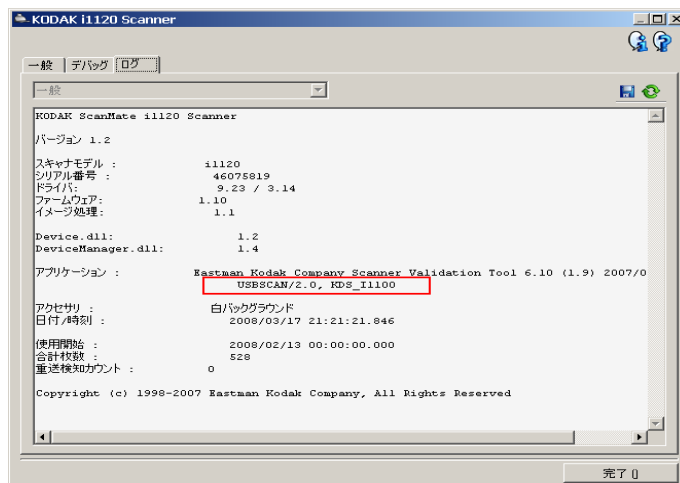 KODAK i1120 Scanner
一般 デバッグ ログ
一般
KODAK ScanMate i1120 Scanner
バージョン 1.2
スキャナモデル : i1120
シリアル番号 : 46075819
ドライバ: 9.23 / 3.14
ファームウェア: 1.10
イメージ処理: 1.1
Device.dll: 1.2
DeviceManager.dll: 1.4
アプリケーション : Eastman Kodak Company Scanner Validation Tool 6.10 (1.9) 2007/0
USBSCAN/2.0, KDS_I1100
アクセサリ : 白バックグラウンド
日付/時刻 : 2008/03/17 21:21:21.846
使用開始 : 2008/02/13 00:00:00.000
合計枚数 : 528
重送検知カウント : 0
Copyright (c) 1998-2007 Eastman Kodak Company, All Rights Reserved
完了()